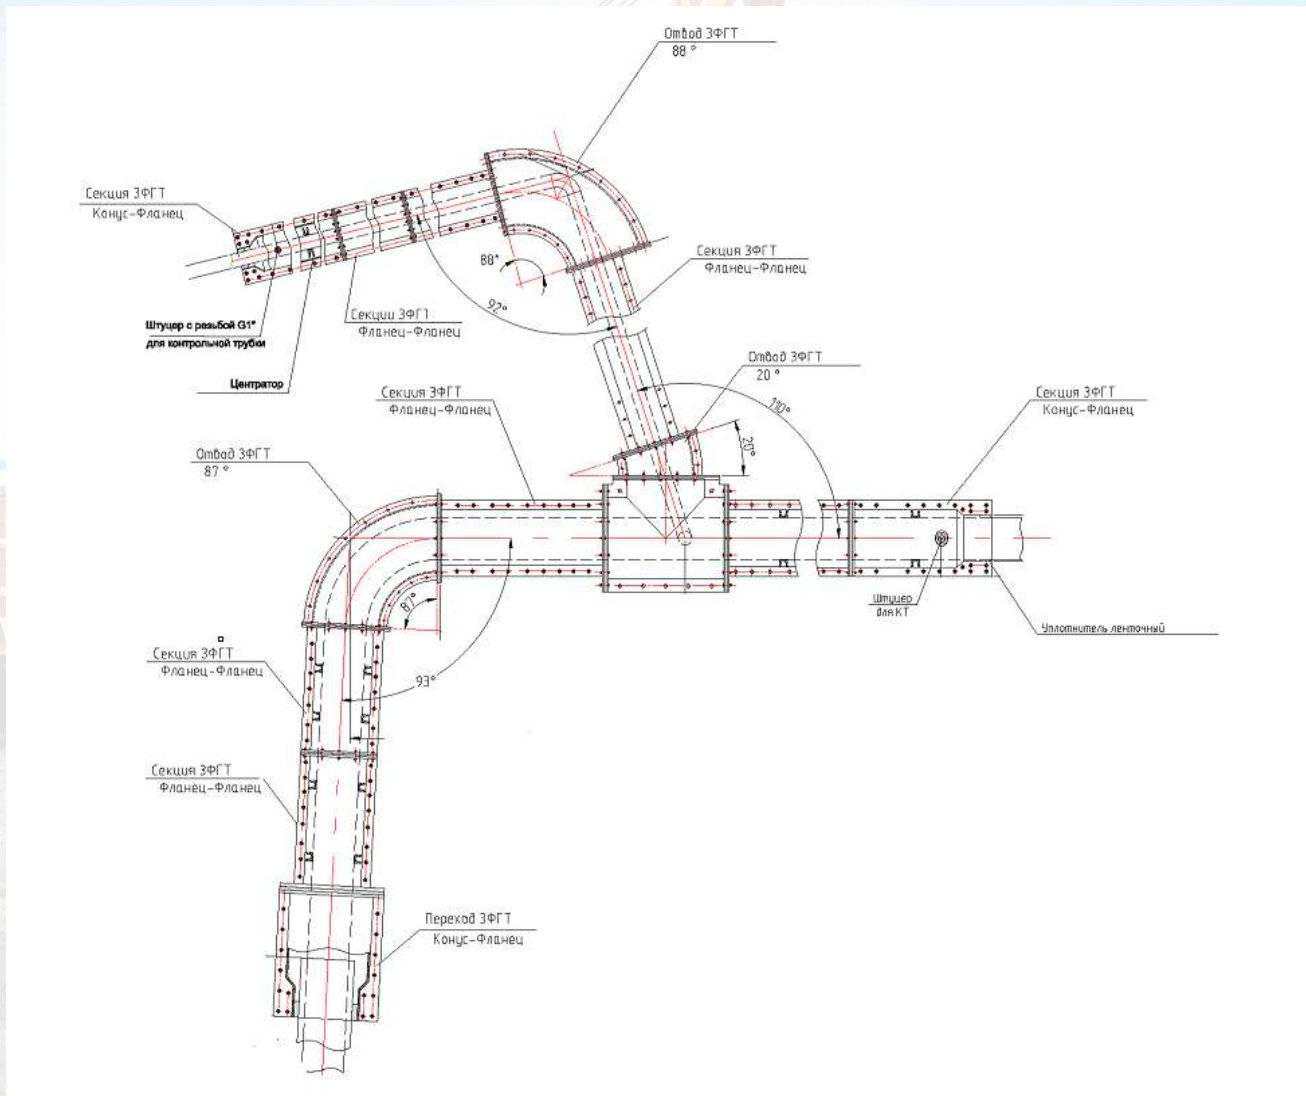 Отвод ЗФГТ
88 °
Секция ЗФГТ
Конус-Фланец
88°
Секция ЗФГТ
Фланец-Фланец
92°
Штуцер с резьбой G1"
для контрольной трубки
Секции ЗФГТ
Фланец-Фланец
Центратор
Отвод ЗФГТ
20 °
Секция ЗФГТ
Фланец-Фланец
110°
Секция ЗФГТ
Конус-Фланец
20°
Отвод ЗФГТ
87 °
87°
Штуцер
для КТ
Уплотнитель ленточный
Секция ЗФГТ
Фланец-Фланец
93°
Секция ЗФГТ
Фланец-Фланец
Переход ЗФГТ
Конус-Фланец